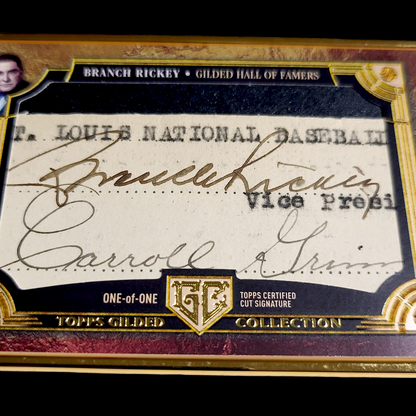 BRANCH RICKEY • GILDED HALL OF FAMERS
T. LOUIS NATIONAL BASEBALL
Branch Rickey
Vice Presi
Carroll Grimm
ONE-of-ONE
GC
TOPPS CERTIFIED
CUT SIGNATURE
TOPPS GILDED COLLECTION